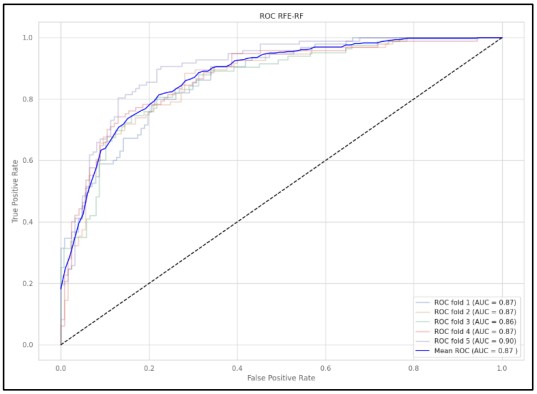 ROC RFE-RF
True Positive Rate
1.0
0.8
0.6
0.4
0.2
0.0
0.0 0.2 0.4 0.6 0.8 1.0
False Positive Rate
ROC fold 1 (AUC = 0.87)
ROC fold 2 (AUC = 0.87)
ROC fold 3 (AUC = 0.86)
ROC fold 4 (AUC = 0.87)
ROC fold 5 (AUC = 0.90)
Mean ROC (AUC = 0.87 )